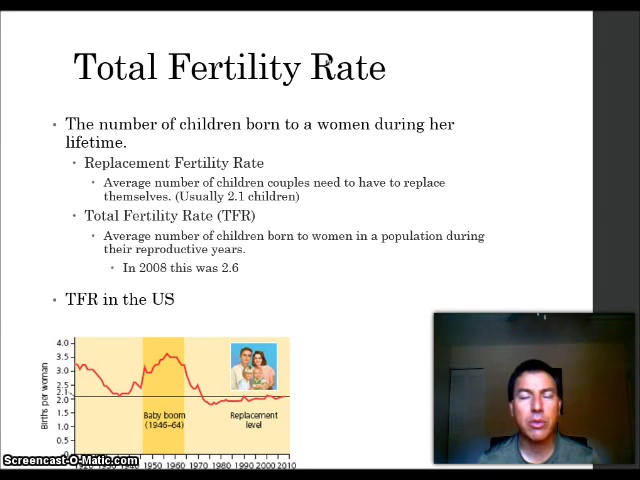 Total Fertility Rate
• The number of children born to a women during her
lifetime.
• Replacement Fertility Rate
• Average number of children couples need to have to replace
themselves. (Usually 2.1 children)
• Total Fertility Rate (TFR)
• Average number of children born to women in a population during
their reproductive years.
• In 2008 this was 2.6
• TFR in the US
Births per woman
4.0
3.5
3.0
2.5
2.1
2.0
1.5
1.0
0.5
0
Baby boom
(1946–64)
Replacement
level
1950 1960 1970 1980 1990 2000 2010
Screencast-O-Matic.com